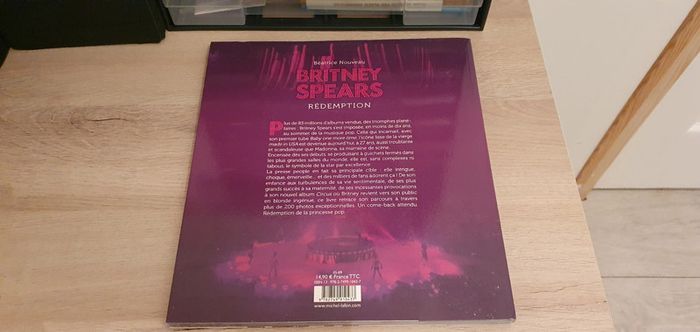 Béatrice Nouveau
BRITNEY
SPEARS
RÉDEMPTION
Plus de 83 millions d'albums vendus, des triomphes plané-
taires : Britney Spears s'est imposée, en moins de dix ans,
au sommet de la musique pop. Celle qui incarnait, avec
son premier tube Baby one more time, l'icône lisse de la vierge
made in USA est devenue aujourd'hui, à 27 ans, aussi troublante
et scandaleuse que Madonna, sa marraine de scène.
Encensée dès ses débuts, se produisant à guichets fermés dans
les plus grandes salles du monde, elle est, sans complexes ni
tabous, le symbole de la star par excellence.
La presse people en fait sa principale cible : elle intrigue,
choque, émerveille... et des milliers de fans adorent ça ! De son
enfance aux turbulences de sa vie sentimentale, de ses plus
grands succès à sa maternité, de ses incessantes provocations
à son nouvel album Circus où Britney revient vers son public
en blonde ingénue, ce livre retrace son parcours à travers
plus de 200 photos exceptionnelles. Un come-back attendu.
Rédemption de la princesse pop.
14,90 € France TTC
www.michel-lafon.com